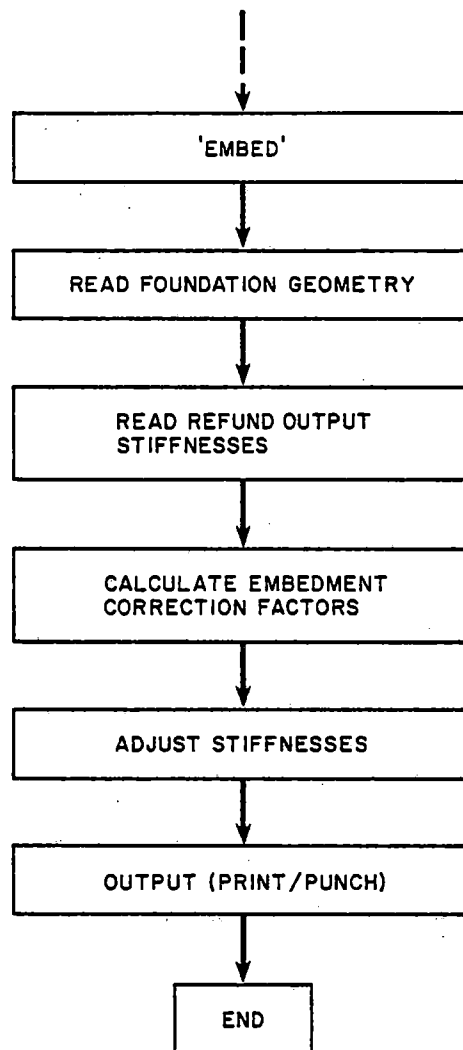 'EMBED'
READ FOUNDATION GEOMETRY
READ REFUND OUTPUT
STIFFNESSES
CALCULATE EMBEDMENT
CORRECTION FACTORS
ADJUST STIFFNESSES
OUTPUT (PRINT/PUNCH)
END